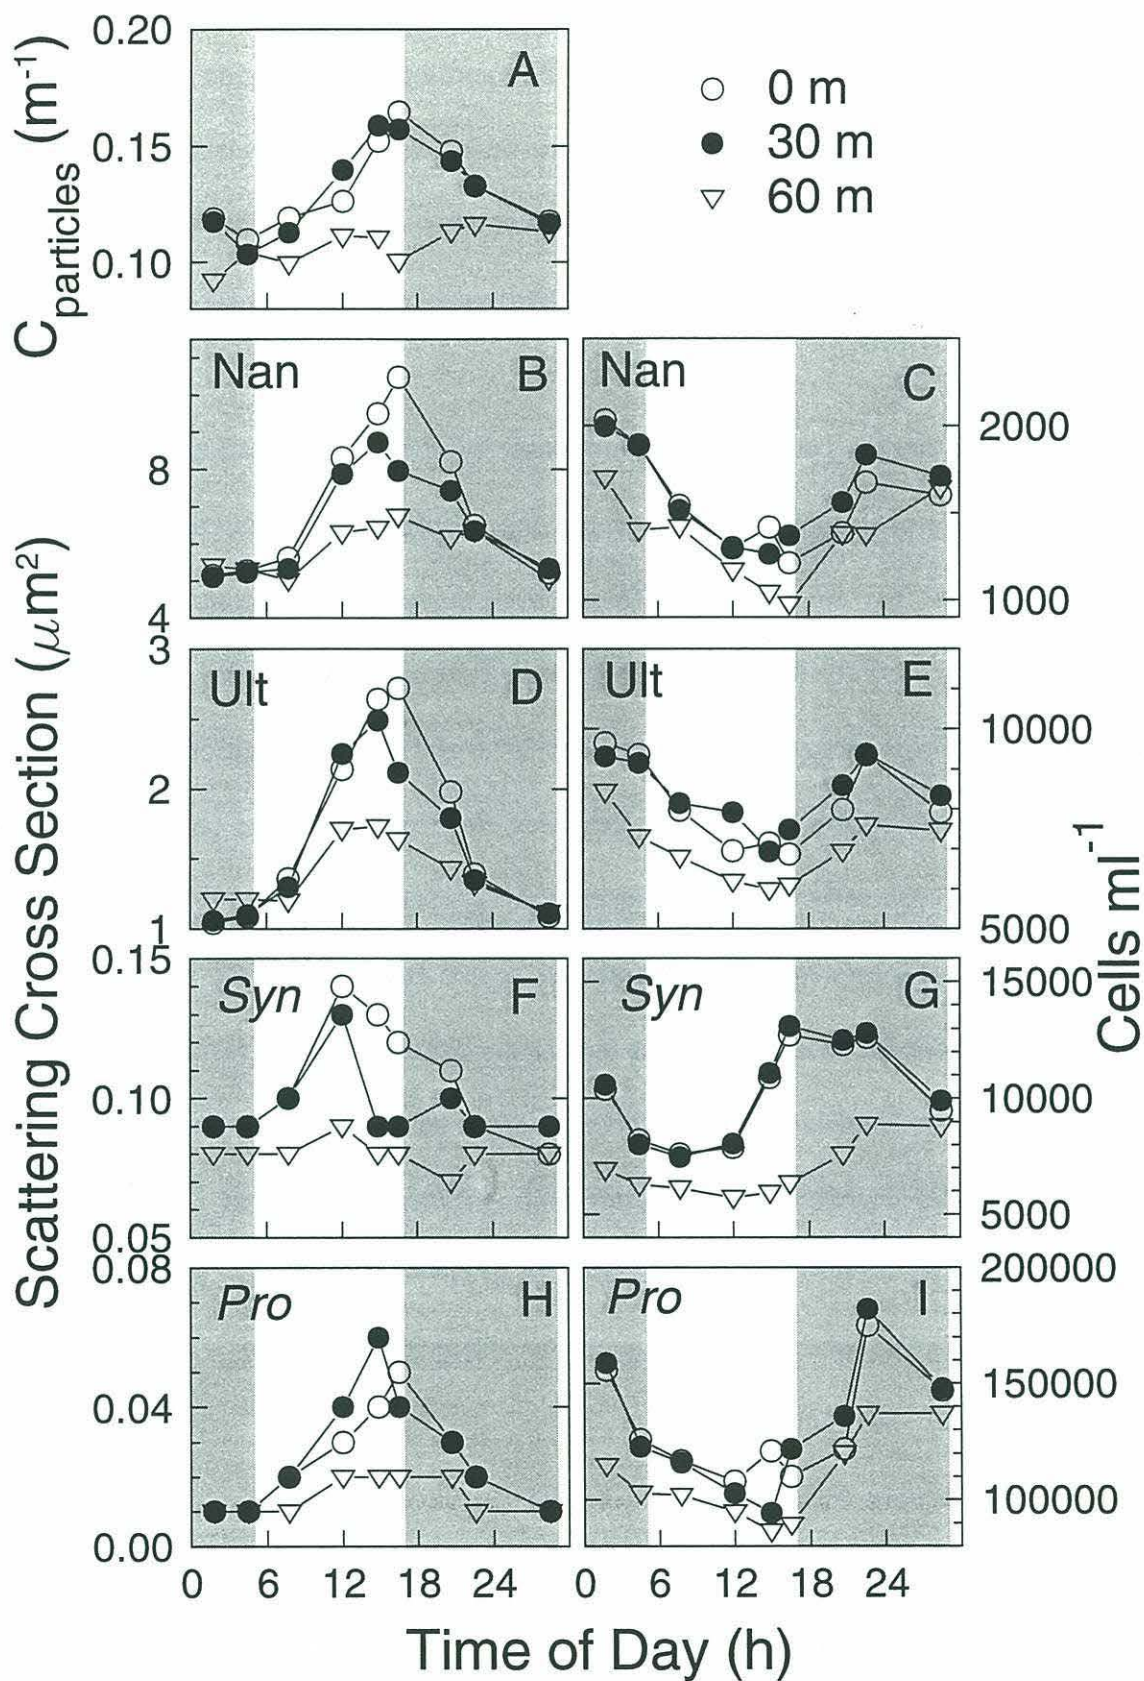 C_particles (m^-1)
0.20
0.15
0.10
A
0 m
30 m
60 m
Scattering Cross Section (μm^2)
Nan B
8
4
Nan C
2000
1000
Ult D
3
2
1
Ult E
10000
5000
Cells ml^-1
Syn F
0.15
0.10
0.05
Syn G
15000
10000
5000
Pro H
0.08
0.04
0.00
Pro I
200000
150000
100000
0 6 12 18 24
0 6 12 18 24
Time of Day (h)